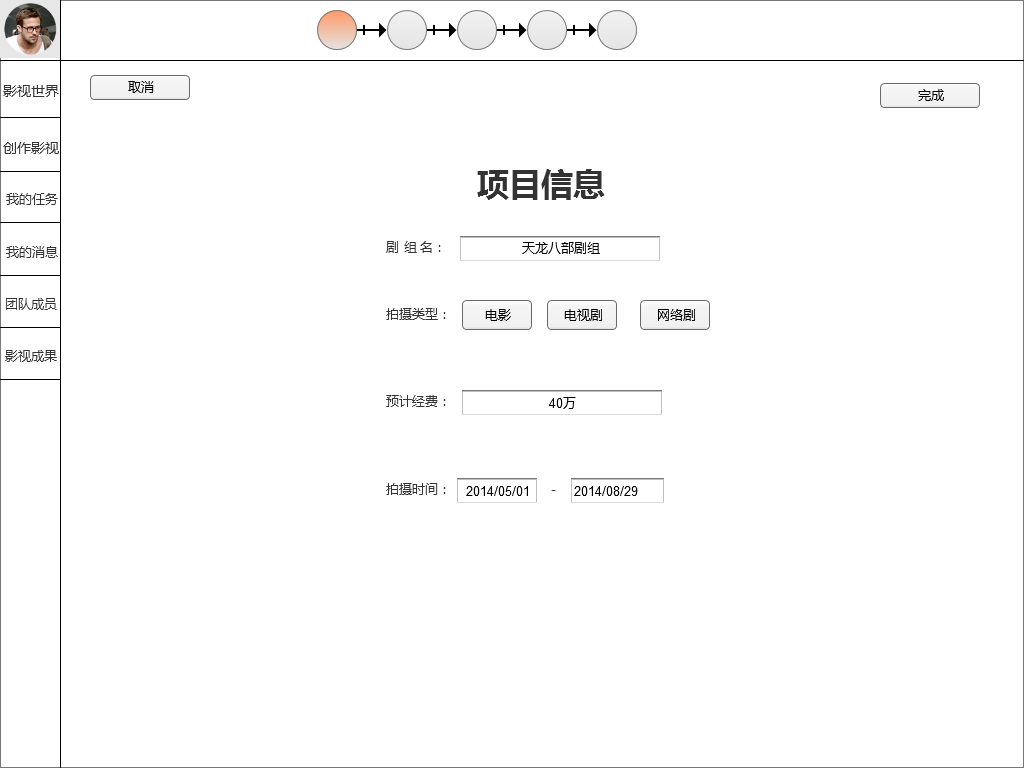 取消
完成
影视世界
创作影视
我的任务
我的消息
团队成员
影视成果
项目信息
剧 组 名： 天龙八部剧组
拍摄类型： 电影 电视剧 网络剧
预计经费： 40万
拍摄时间： 2014/05/01 - 2014/08/29